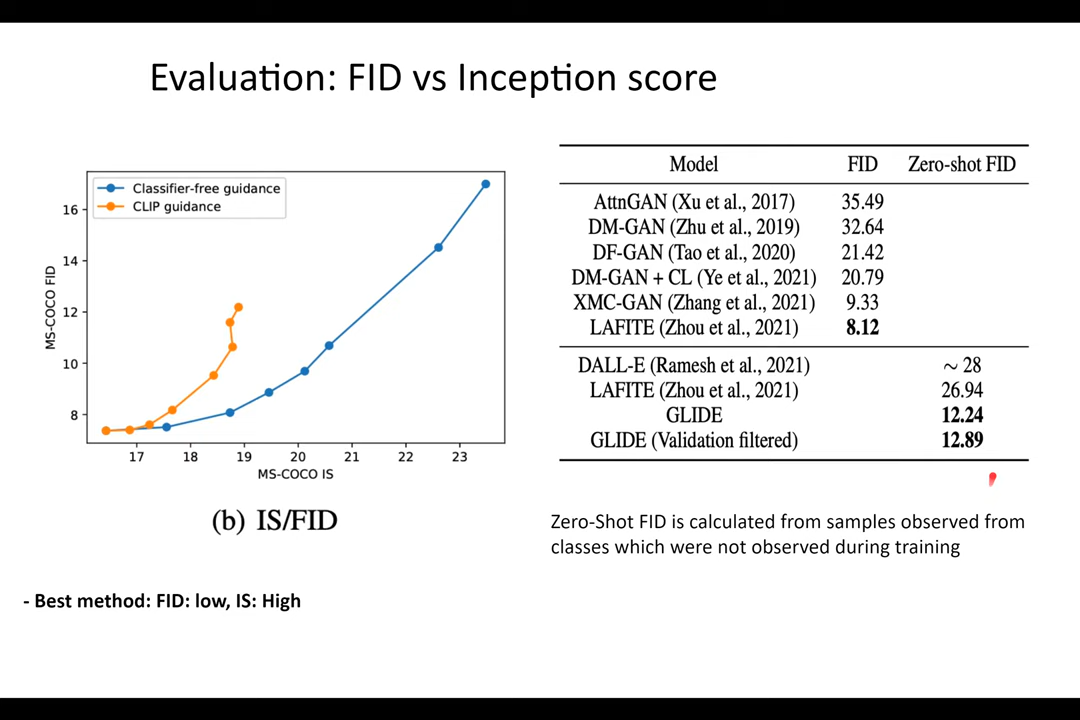 Evaluation: FID vs Inception score
Classifier-free guidance
CLIP guidance
16
14
12
10
8
MS-COCO FID
17 18 19 20 21 22 23
MS-COCO IS
(b) IS/FID
- Best method: FID: low, IS: High
Model FID Zero-shot FID
AttnGAN (Xu et al., 2017) 35.49
DM-GAN (Zhu et al., 2019) 32.64
DF-GAN (Tao et al., 2020) 21.42
DM-GAN + CL (Ye et al., 2021) 20.79
XMC-GAN (Zhang et al., 2021) 9.33
LAFITE (Zhou et al., 2021) 8.12
DALL-E (Ramesh et al., 2021) ∼ 28
LAFITE (Zhou et al., 2021) 26.94
GLIDE 12.24
GLIDE (Validation filtered) 12.89
Zero-Shot FID is calculated from samples observed from
classes which were not observed during training